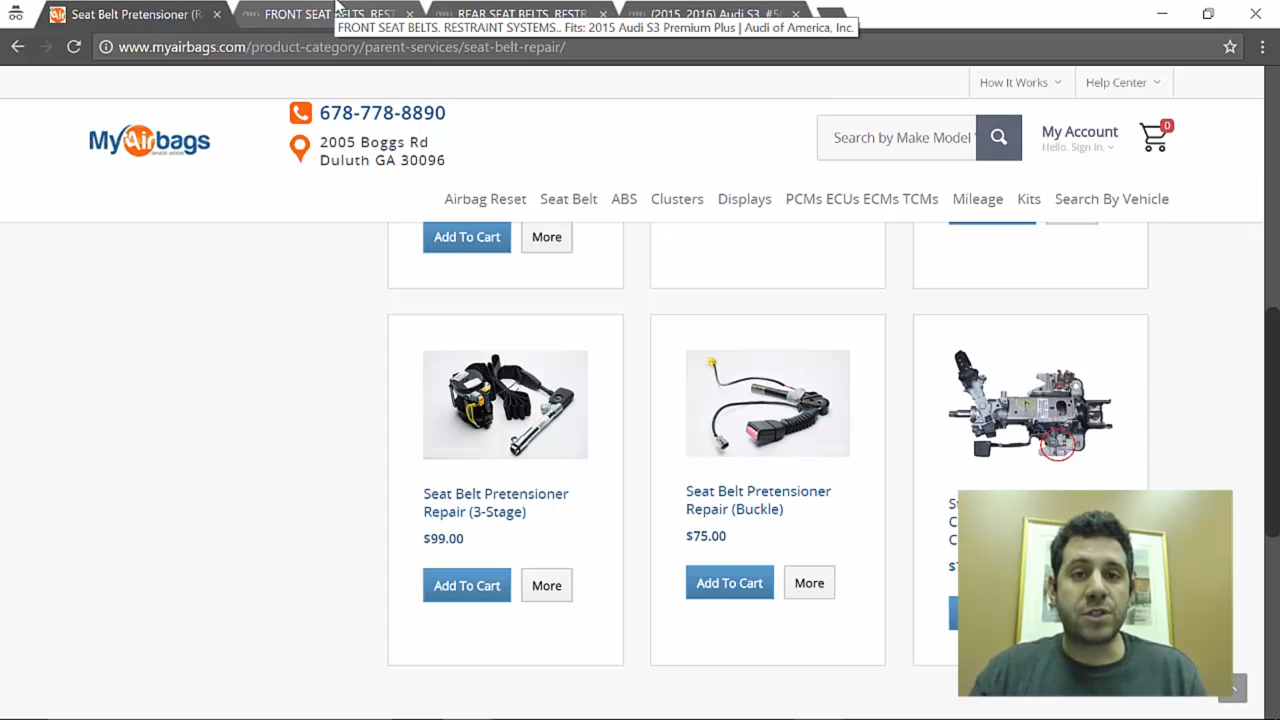 Seat Belt Pretensioner (R
FRONT SEAT BELTS. REST
REAR SEAT BELTS. RESTR
(2015, 2016) Audi S3
FRONT SEAT BELTS. RESTRAINT SYSTEMS.. Fits: 2015 Audi S3 Premium Plus | Audi of America, Inc.
www.myairbags.com/product-category/parent-services/seat-belt-repair/
How It Works
Help Center
MyAirbags
SINCE
678-778-8890
2005 Boggs Rd
Duluth GA 30096
Search by Make Model
My Account
Hello, Sign In.
0
Airbag Reset
Seat Belt
ABS
Clusters
Displays
PCMs ECUs ECMs TCMs
Mileage
Kits
Search By Vehicle
Add To Cart
More
Seat Belt Pretensioner
Repair (3-Stage)
$99.00
Add To Cart
More
Seat Belt Pretensioner
Repair (Buckle)
$75.00
Add To Cart
More